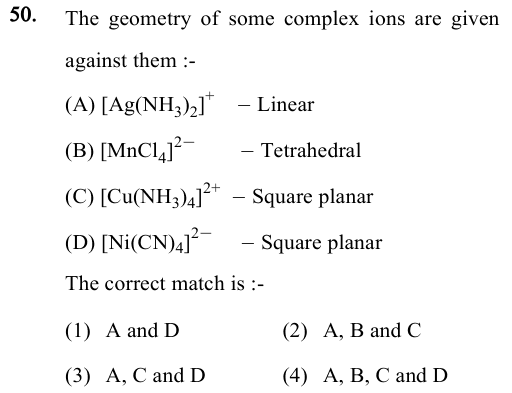 50. The geometry of some complex ions are given
against them :-
(A) [Ag(NH₃)₂]⁺ – Linear
(B) [MnCl₄]²⁻ – Tetrahedral
(C) [Cu(NH₃)₄]²⁺ – Square planar
(D) [Ni(CN)₄]²⁻ – Square planar
The correct match is :-
(1) A and D (2) A, B and C
(3) A, C and D (4) A, B, C and D